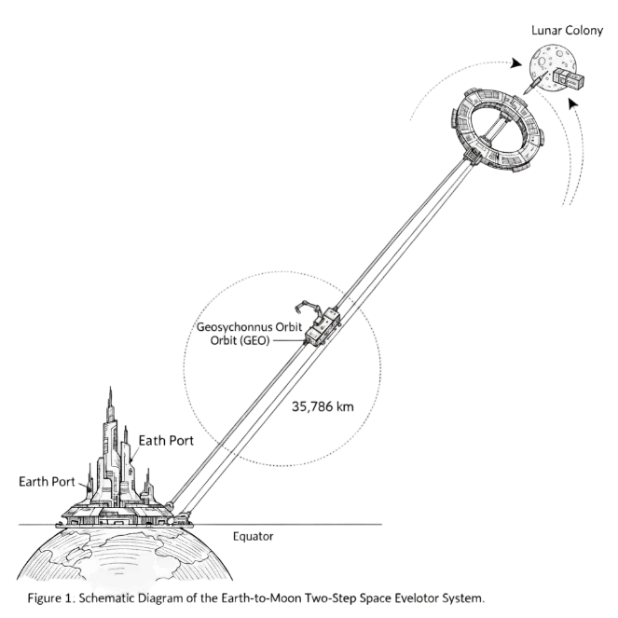 Lunar Colony
Geosychonnus Orbit
Orbit (GEO)
35,786 km
Eath Port
Earth Port
Equator
Figure 1. Schematic Diagram of the Earth-to-Moon Two-Step Space Evelotor System.